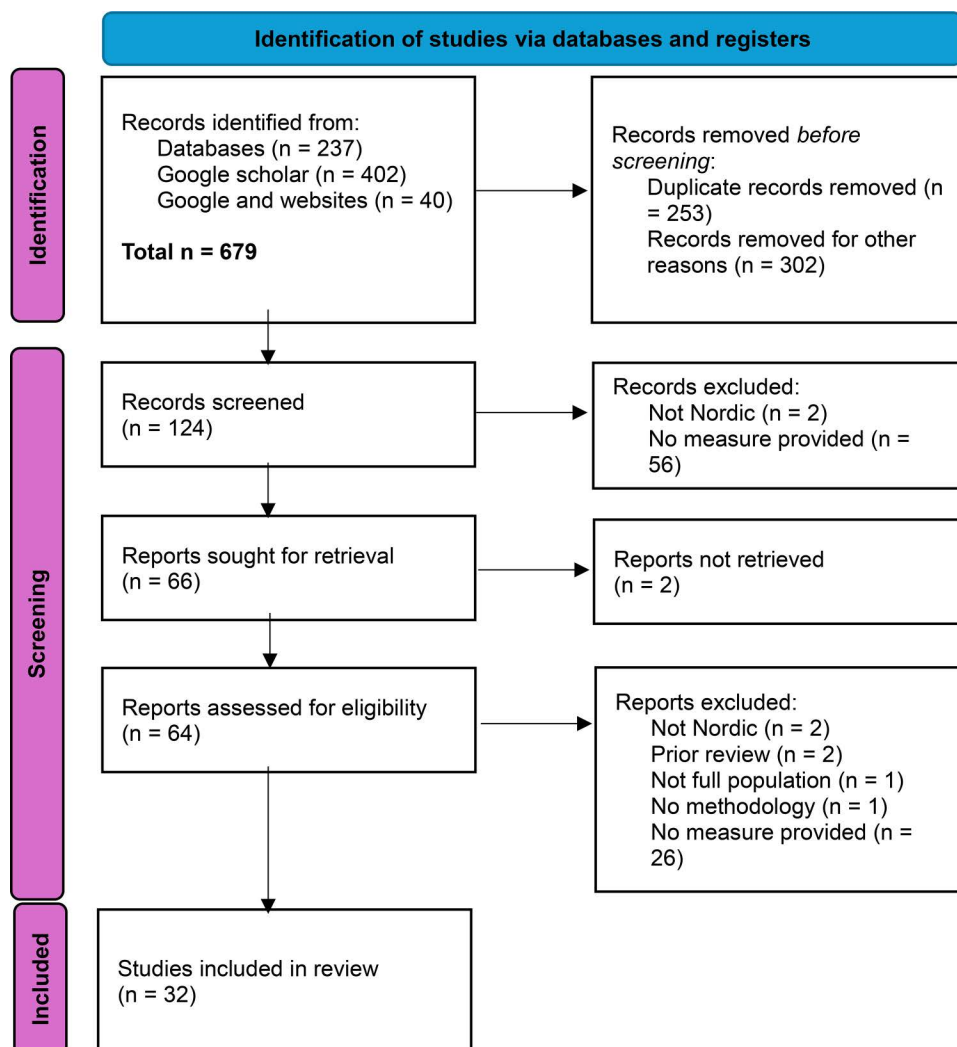 Identification of studies via databases and registers
Identification
Records identified from:
Databases (n = 237)
Google scholar (n = 402)
Google and websites (n = 40)
Total n = 679
Records removed before
screening:
Duplicate records removed (n
= 253)
Records removed for other
reasons (n = 302)
Screening
Records screened
(n = 124)
Records excluded:
Not Nordic (n = 2)
No measure provided (n =
56)
Reports sought for retrieval
(n = 66)
Reports not retrieved
(n = 2)
Reports assessed for eligibility
(n = 64)
Reports excluded:
Not Nordic (n = 2)
Prior review (n = 2)
Not full population (n = 1)
No methodology (n = 1)
No measure provided (n =
26)
Included
Studies included in review
(n = 32)